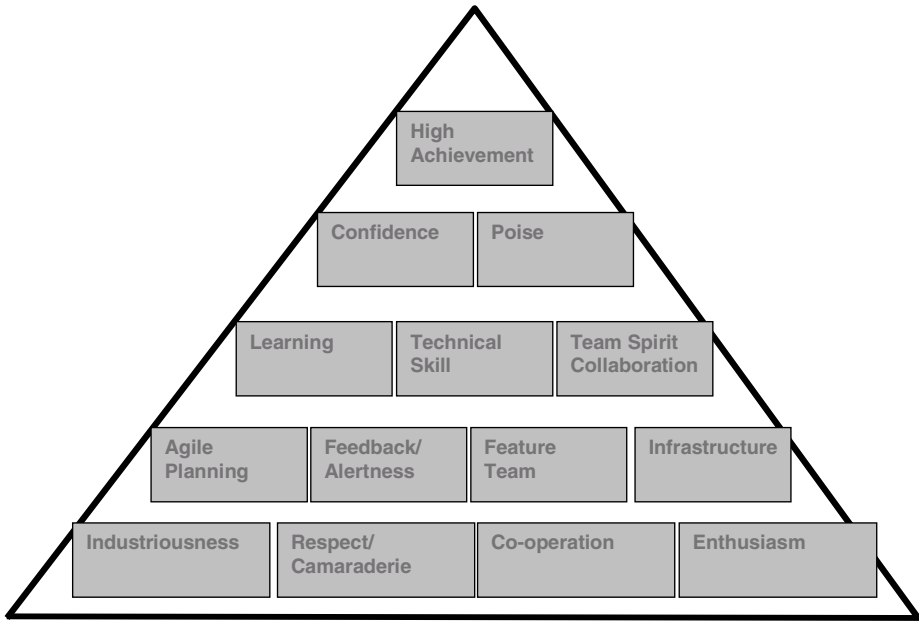 High
Achievement
Confidence
Poise
Learning
Technical
Skill
Team Spirit
Collaboration
Agile
Planning
Feedback/
Alertness
Feature
Team
Infrastructure
Industriousness
Respect/
Camaraderie
Co-operation
Enthusiasm